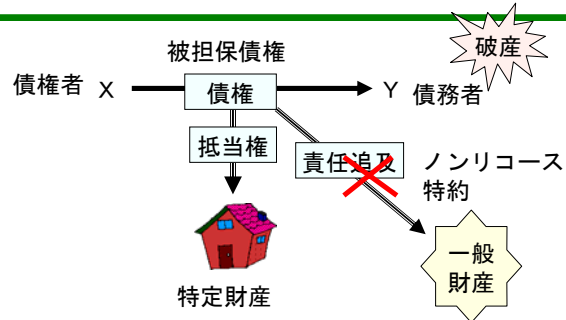 破産
被担保債権
債権者 X
債権
Y 債務者
抵当権
責任追及
ノンリコース
特約
一般
財産
特定財産